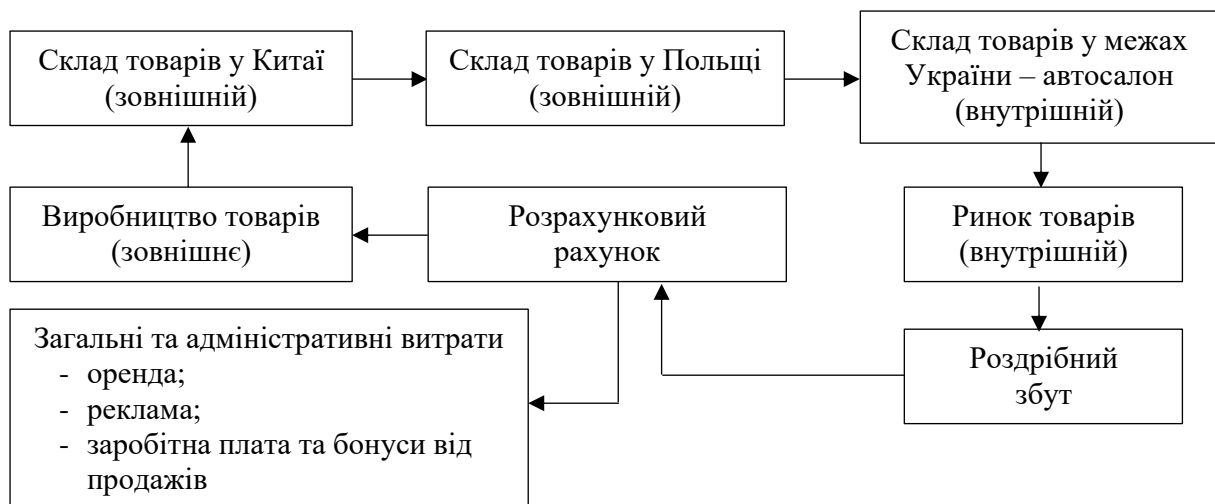 Склад товарів у Китаї
(зовнішній)
Склад товарів у Польщі
(зовнішній)
Склад товарів у межах
України – автосалон
(внутрішній)
Виробництво товарів
(зовнішнє)
Розрахунковий
рахунок
Ринок товарів
(внутрішній)
Загальні та адміністративні витрати
- оренда;
- реклама;
- заробітна плата та бонуси від
продажів
Роздрібний
збут